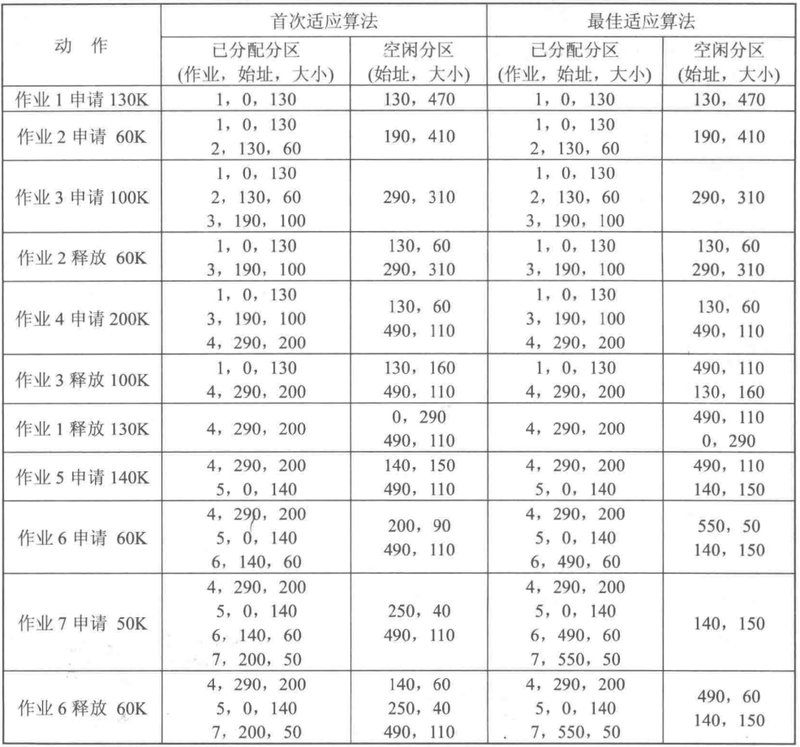 动 作 首次适应算法 最佳适应算法
已分配分区 空闲分区 已分配分区 空闲分区
(作业，始址，大小) (始址，大小) (作业，始址，大小) (始址，大小)
作业 1 申请 130K 1，0，130 130，470 1，0，130 130，470
作业 2 申请 60K 1，0，130 190，410 1，0，130 190，410
2，130，60 2，130，60
1，0，130 1，0，130
作业 3 申请 100K 2，130，60 290，310 2，130，60 290，310
3，190，100 3，190，100
作业 2 释放 60K 1，0，130 130，60 1，0，130 130，60
3，190，100 290，310 3，190，100 290，310
1，0，130 130，60 1，0，130 130，60
作业 4 申请 200K 3，190，100 490，110 3，190，100 490，110
4，290，200 4，290，200
作业 3 释放 100K 1，0，130 130，160 1，0，130 490，110
4，290，200 490，110 4，290，200 130，160
作业 1 释放 130K 4，290，200 0，290 4，290，200 490，110
490，110 0，290
作业 5 申请 140K 4，290，200 140，150 4，290，200 490，110
5，0，140 490，110 5，0，140 140，150
4，290，200 200，90 4，290，200 550，50
作业 6 申请 60K 5，0，140 490，110 5，0，140 140，150
6，140，60 6，490，60
4，290，200 4，290，200
作业 7 申请 50K 5，0，140 250，40 5，0，140 140，150
6，140，60 490，110 6，490，60
7，200，50 7，550，50
4，290，200 140，60 4，290，200 490，60
作业 6 释放 60K 5，0，140 250，40 5，0，140 140，150
7，200，50 490，110 7，550，50